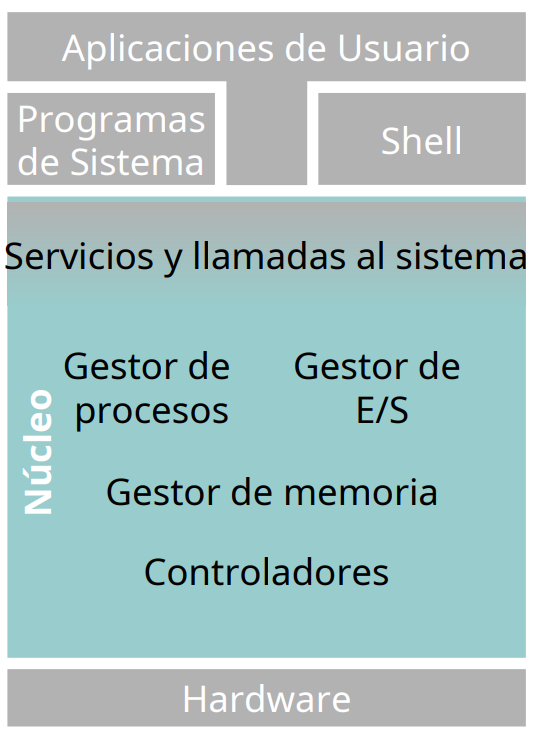 Aplicaciones de Usuario
Programas
de Sistema
Shell
Servicios y llamadas al sistema
Núcleo
Gestor de
procesos
Gestor de
E/S
Gestor de memoria
Controladores
Hardware